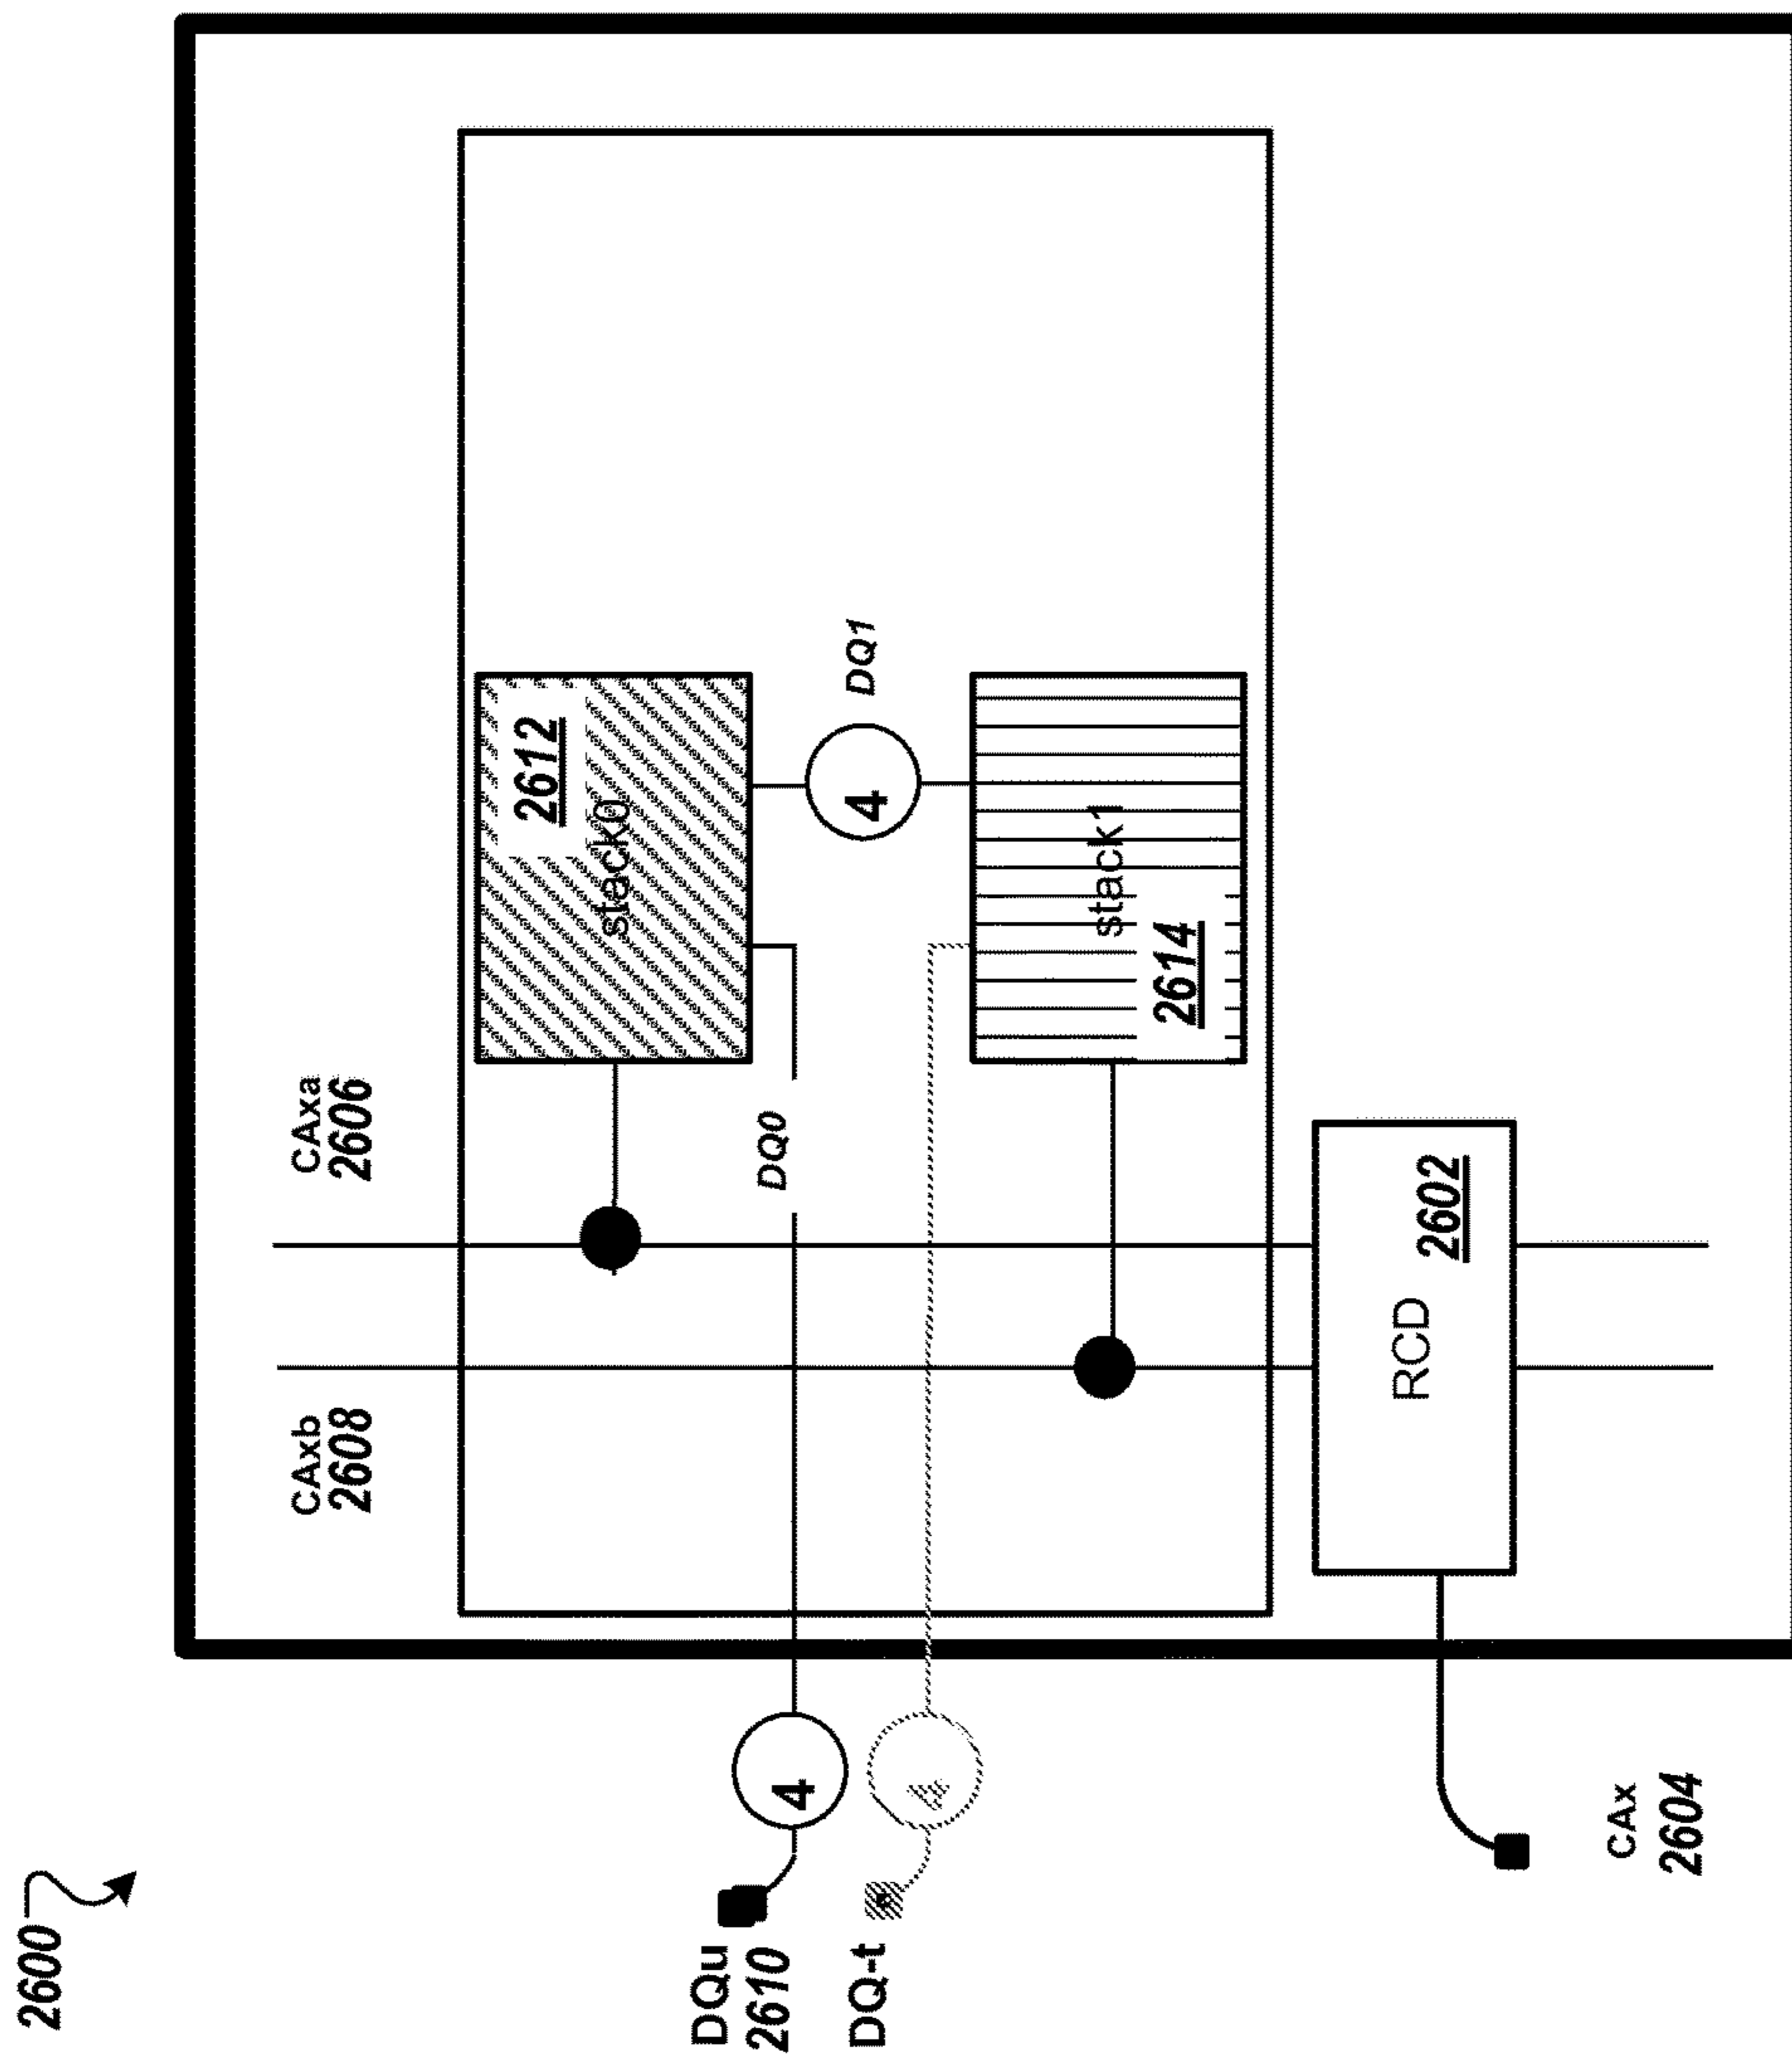 2600
CAxb
2608
CAxa
2606
2612
stack0
DQu
2610
4
DQ0
DQ1
4
DQ-t
stack1
2614
RCD
2602
CAx
2604